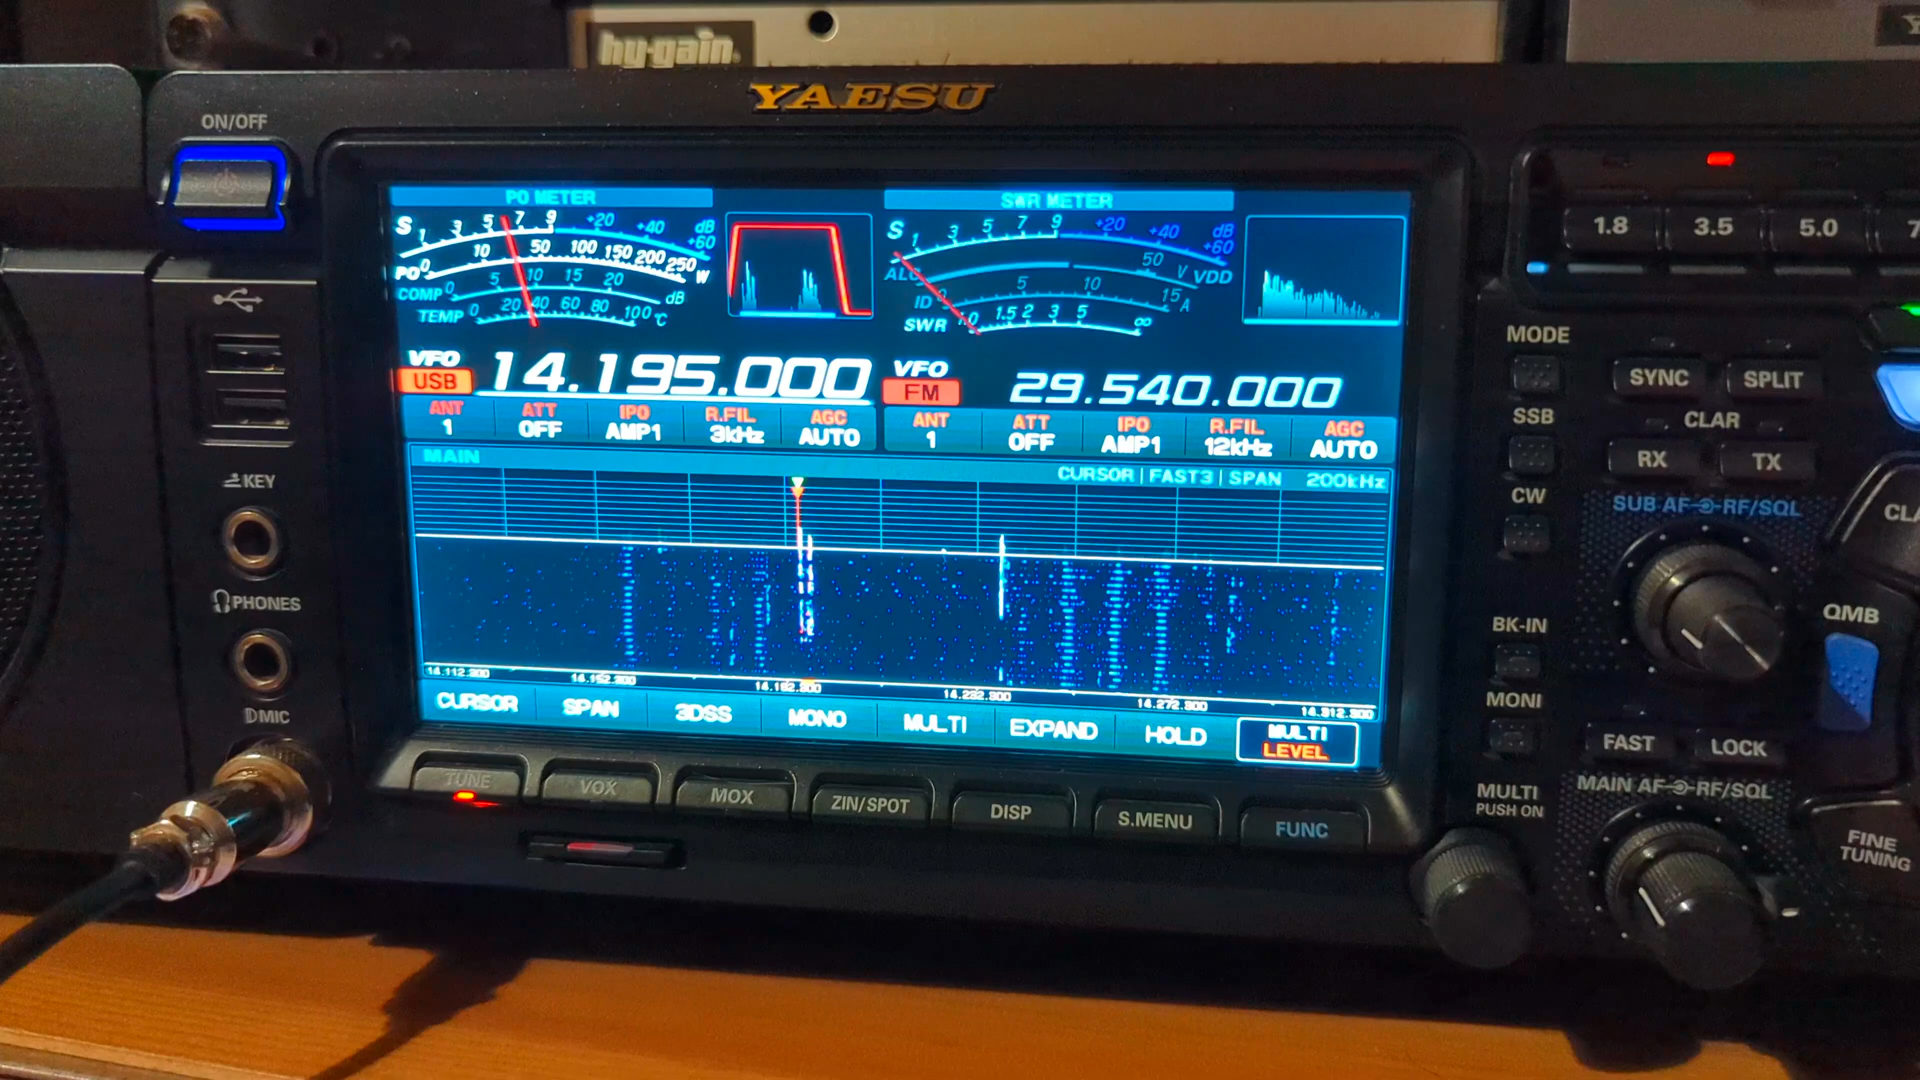 hy-gain
YAESU
ON/OFF
PO METER
SWR METER
S 1 3 5 7 9 +20 +40 +60 dB
PO 0 10 50 100 150 200 250 W
COMP 0 5 10 15 20 dB
TEMP 0 20 40 60 80 100 °C
S 1 3 5 7 9 +20 +40 +60 dB
ALC 50 V VDD
ID 5 10 15 A
SWR 1.0 1.5 2 3 5 ∞
VFO
USB
14.195.000
VFO
FM
29.540.000
ANT ATT IPO R.FIL AGC
1 OFF AMP1 3kHz AUTO
ANT ATT IPO R.FIL AGC
1 OFF AMP1 12kHz AUTO
MAIN
CURSOR | FAST3 | SPAN 200kHz
14.112.300 14.152.300 14.192.300 14.232.300 14.272.300 14.312.300
CURSOR SPAN 3DSS MONO MULTI EXPAND HOLD MULTI
LEVEL
TUNE VOX MOX ZIN/SPOT DISP S.MENU FUNC
KEY
PHONES
MIC
1.8 3.5 5.0 7
MODE
SSB
CW
BK-IN
MONI
MULTI
PUSH ON
SYNC SPLIT
CLAR
RX TX
SUB AF RF/SQL
CLA
QMB
FAST LOCK
MAIN AF RF/SQL
FINE
TUNING